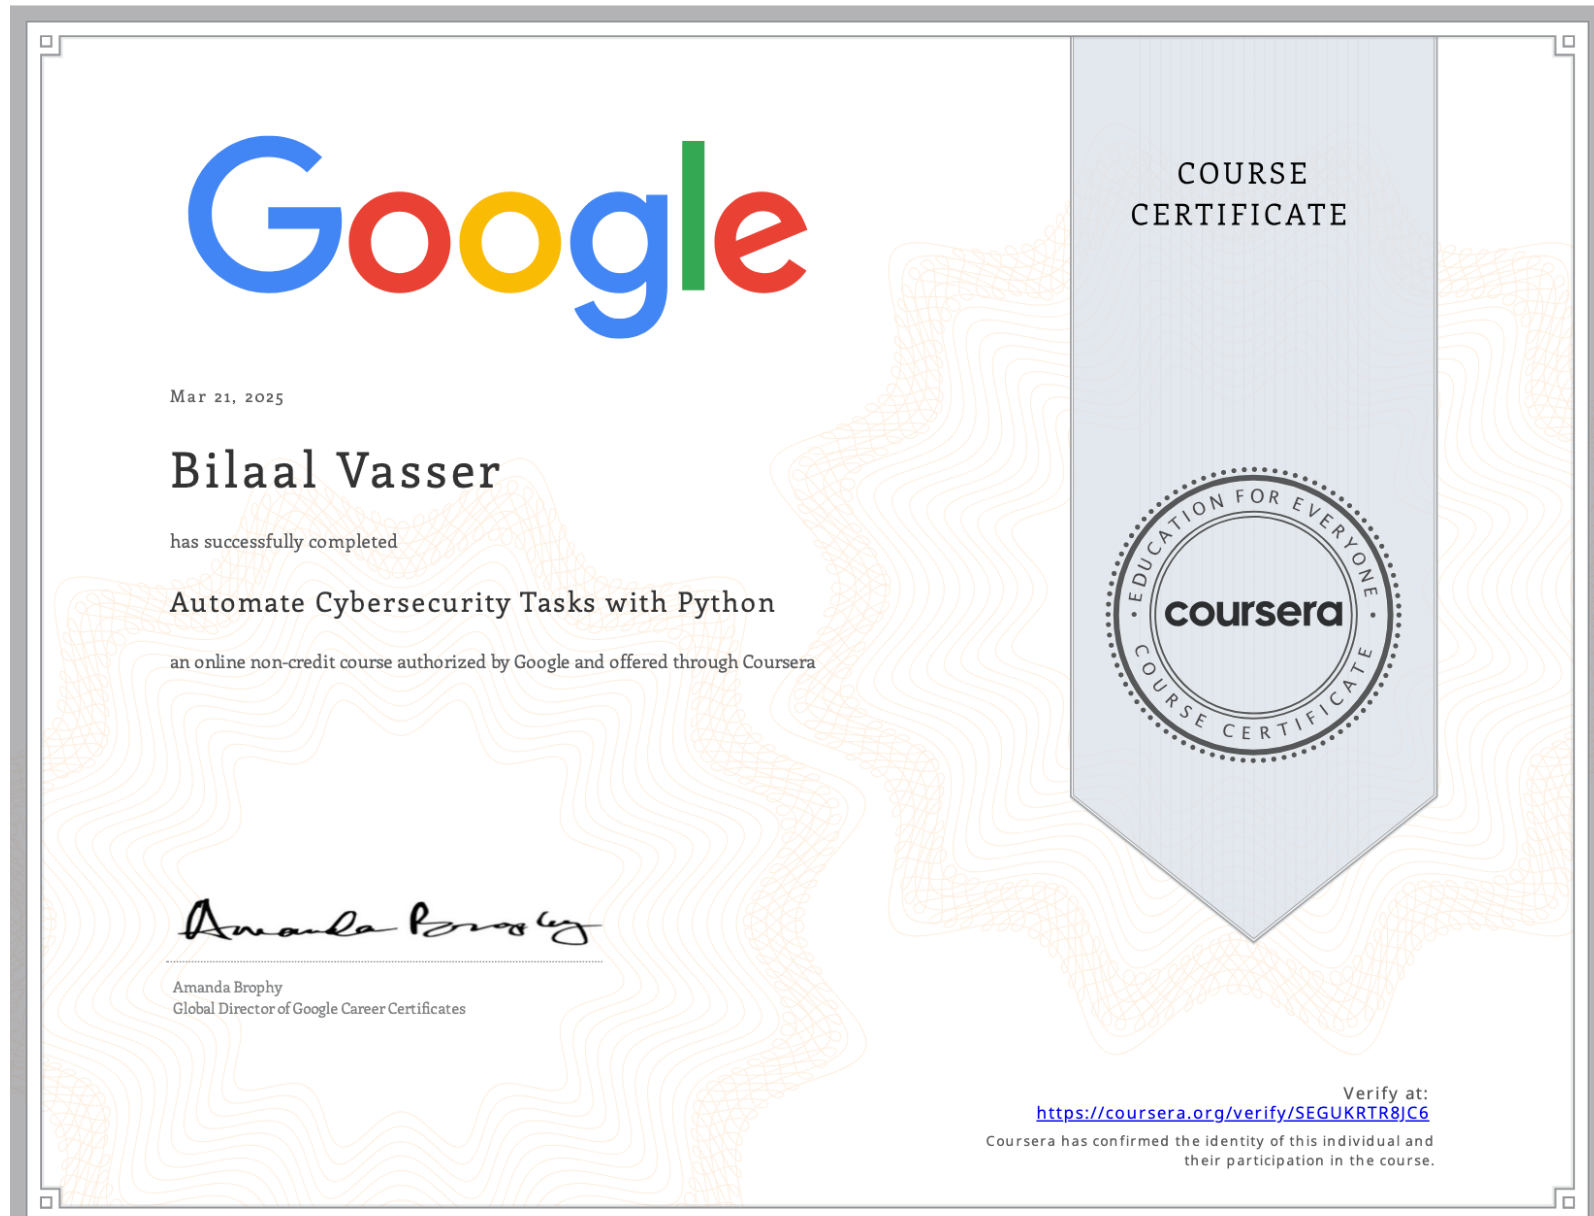 Google
COURSE
CERTIFICATE
Mar 21, 2025
Bilaal Vasser
has successfully completed
Automate Cybersecurity Tasks with Python
an online non-credit course authorized by Google and offered through Coursera
EDUCATION FOR EVERYONE
coursera
COURSE CERTIFICATE
Amanda Brophy
Amanda Brophy
Global Director of Google Career Certificates
Verify at:
https://coursera.org/verify/SEGUKRTR8JC6
Coursera has confirmed the identity of this individual and
their participation in the course.